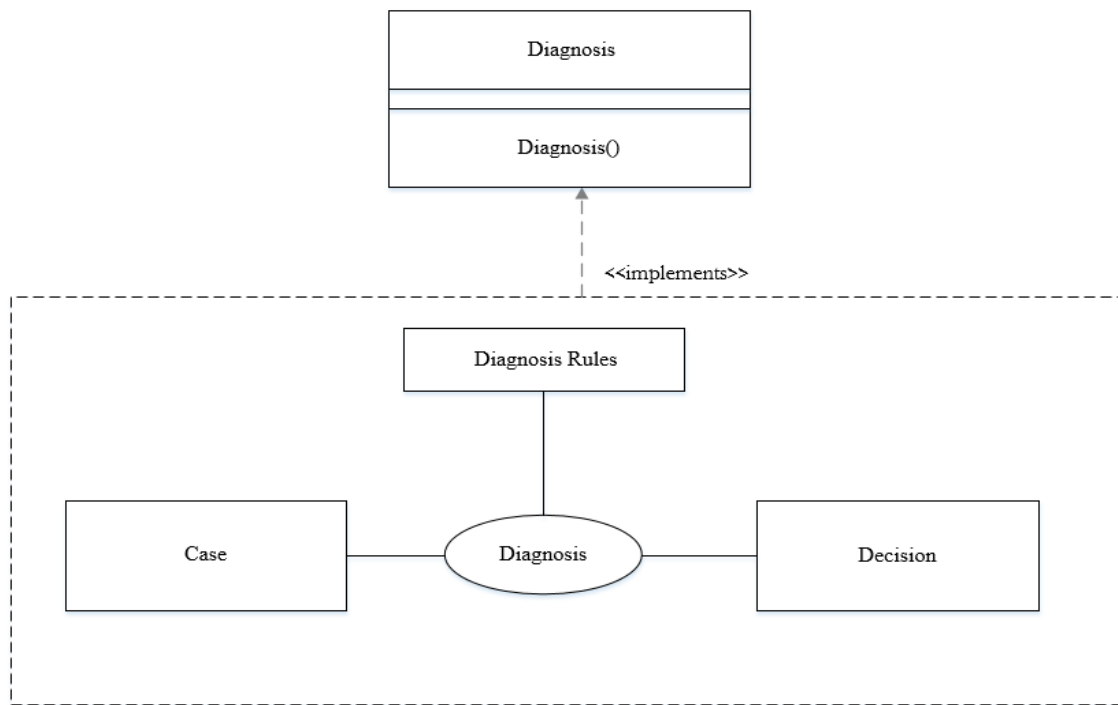 Diagnosis
Diagnosis()
<<implements>>
Diagnosis Rules
Case
Diagnosis
Decision